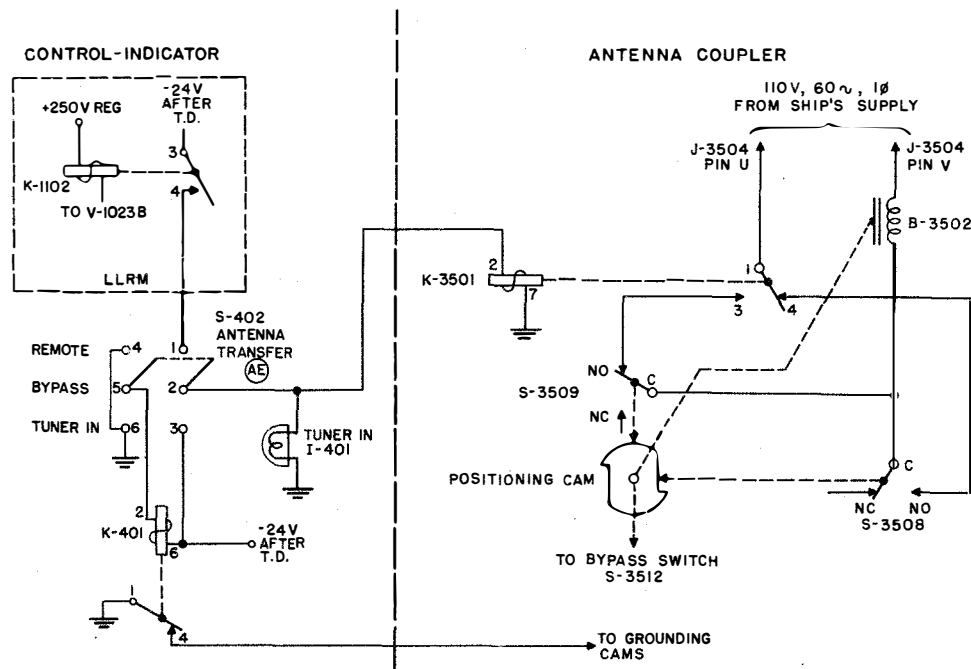 CONTROL-INDICATOR
ANTENNA COUPLER
+250V REG
-24V
AFTER
T.D.
3
K-1102
4
TO V-1023B
LLRM
110V, 60~, 1ø
FROM SHIP'S SUPPLY
J-3504
PIN U
J-3504
PIN V
B-3502
2
K-3501
7
1
3
4
S-402
ANTENNA
TRANSFER
AE
REMOTE
4
1
BYPASS
5
2
TUNER IN
6
3
TUNER IN
I-401
NO
C
S-3509
NC
POSITIONING CAM
C
NC
NO
S-3508
2
K-401
6
-24V
AFTER
T.D.
TO BYPASS SWITCH
S-3512
1
4
TO GROUNDING
CAMS